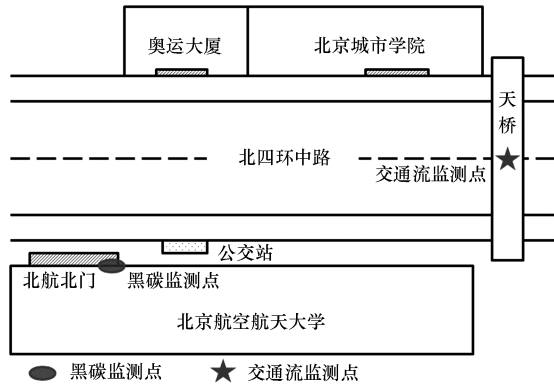 奥运大厦
北京城市学院
天桥
北四环中路
交通流监测点
公交站
北航北门
黑碳监测点
北京航空航天大学
黑碳监测点
交通流监测点